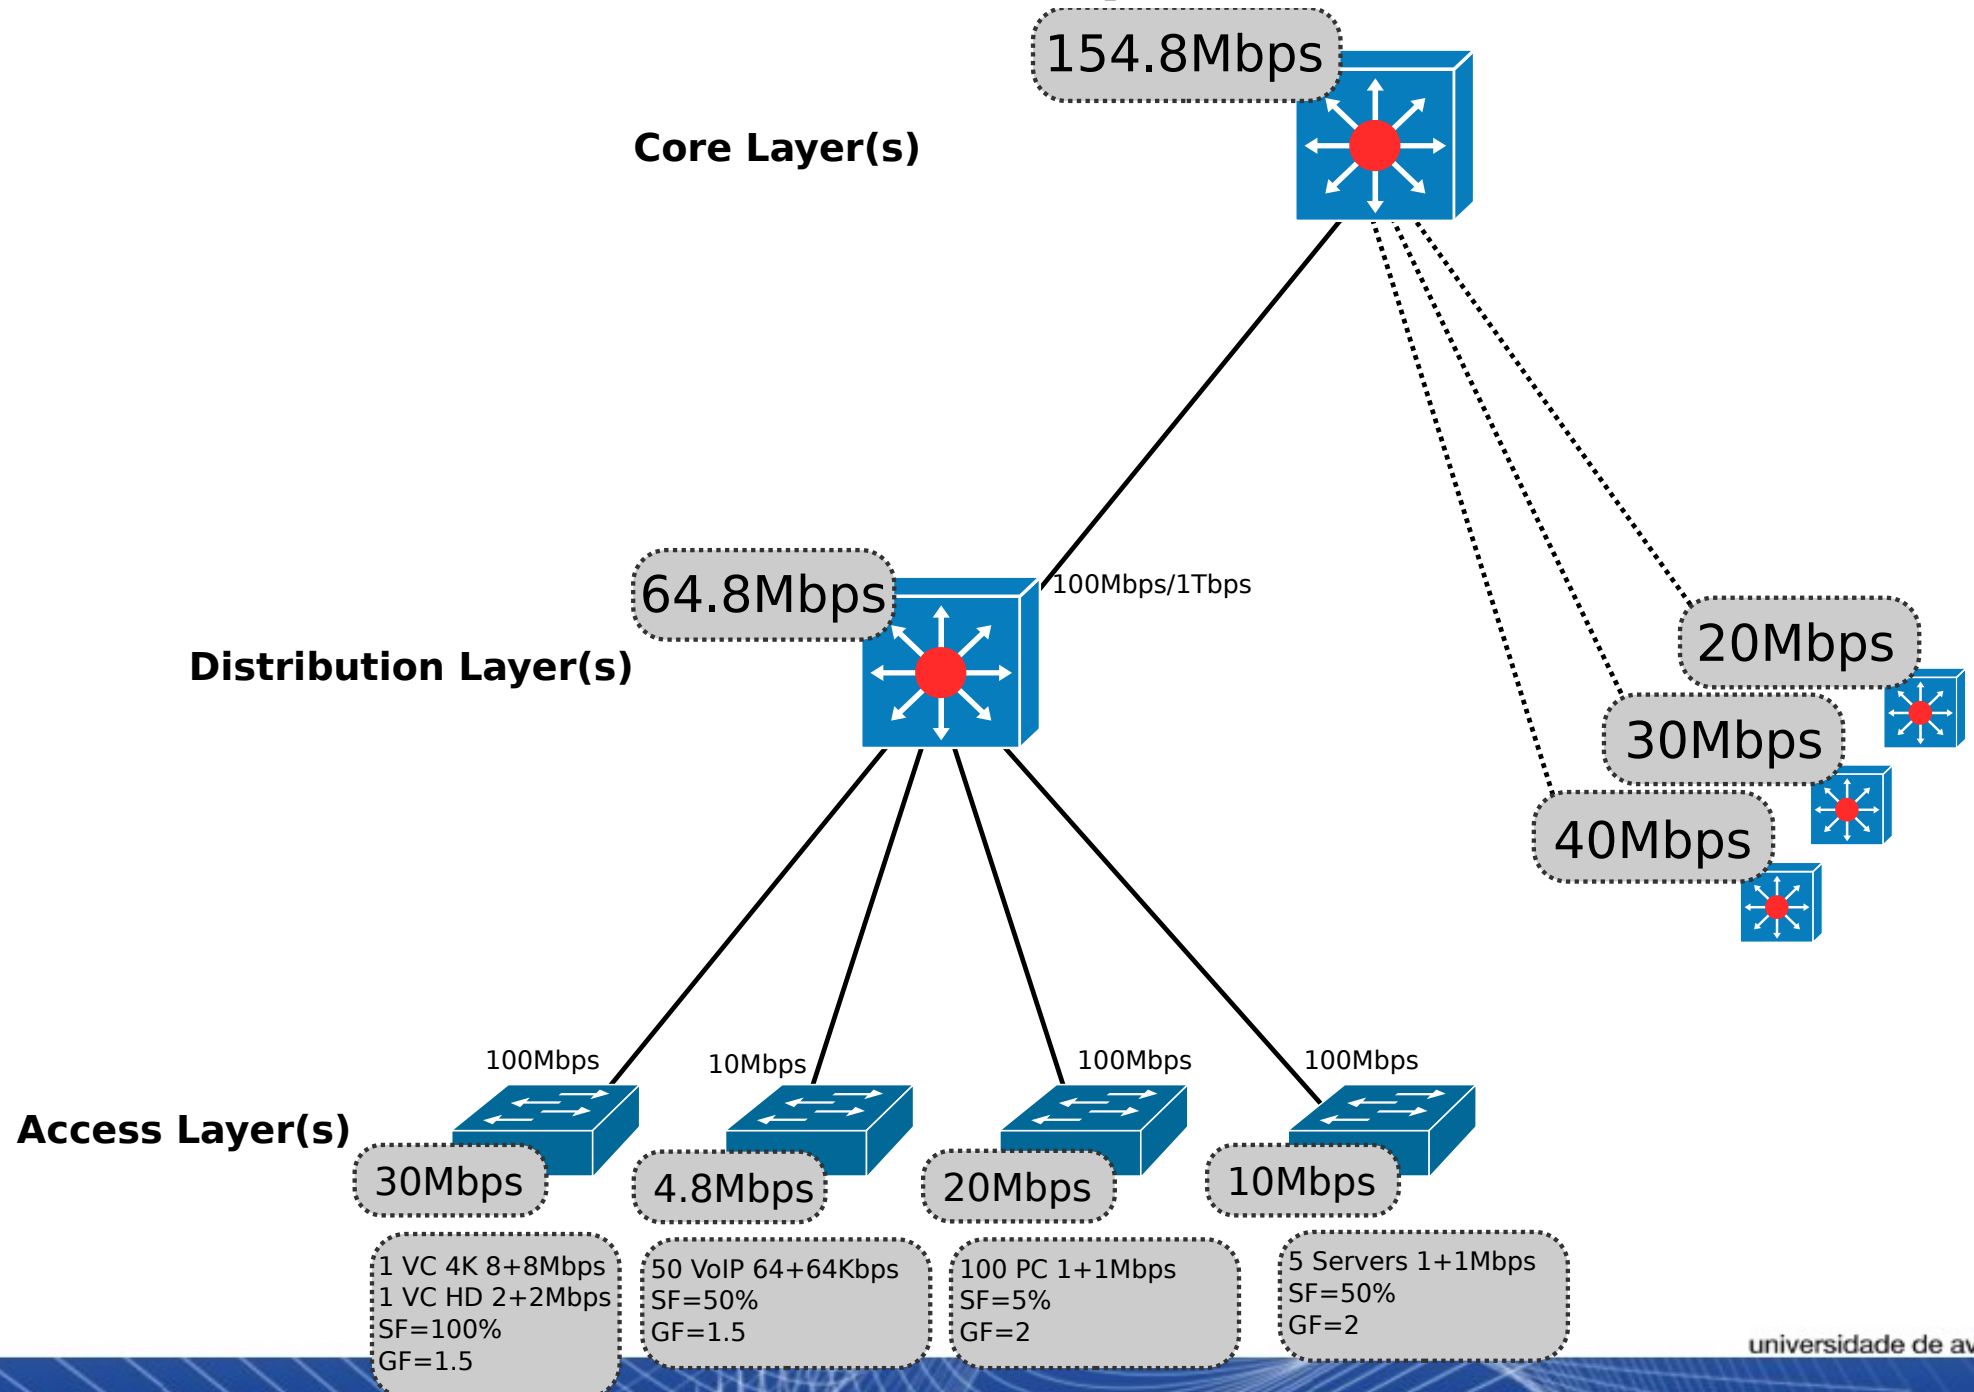 154.8Mbps
Core Layer(s)
64.8Mbps
100Mbps/1Tbps
Distribution Layer(s)
20Mbps
30Mbps
40Mbps
100Mbps
10Mbps
100Mbps
100Mbps
Access Layer(s)
30Mbps
4.8Mbps
20Mbps
10Mbps
1 VC 4K 8+8Mbps
1 VC HD 2+2Mbps
SF=100%
GF=1.5
50 VoIP 64+64Kbps
SF=50%
GF=1.5
100 PC 1+1Mbps
SF=5%
GF=2
5 Servers 1+1Mbps
SF=50%
GF=2
universidade de av